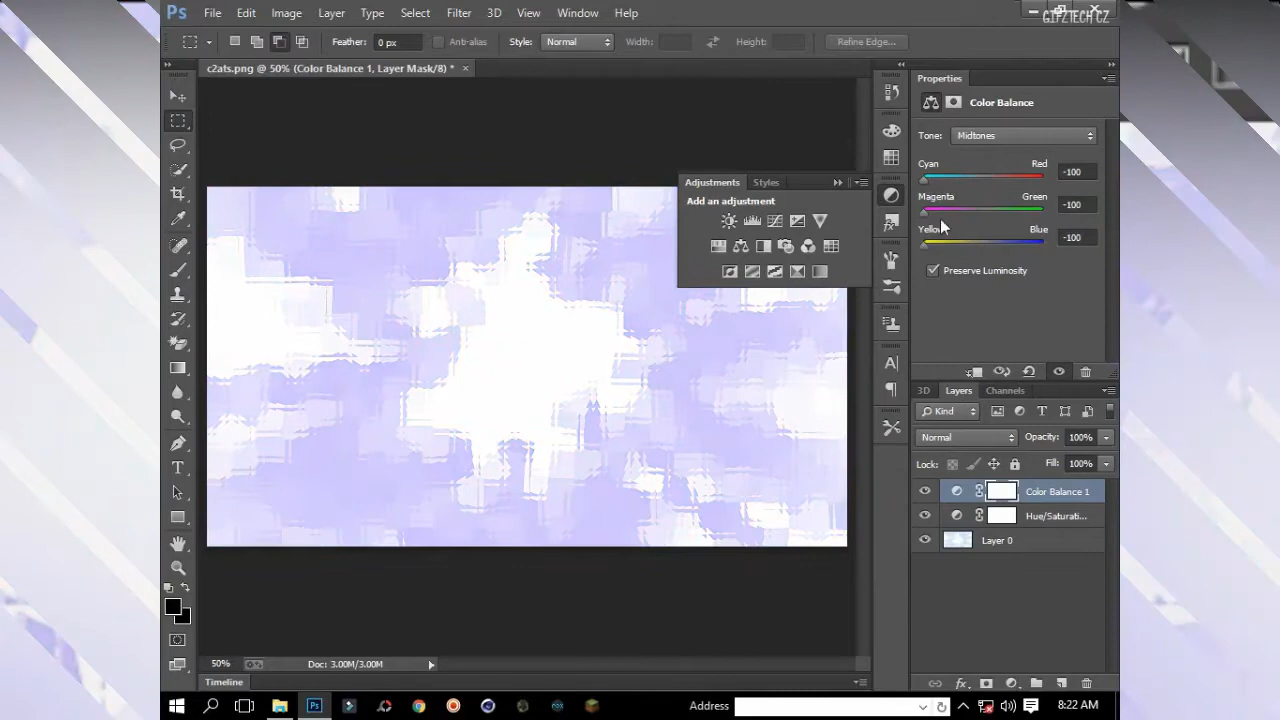 Ps File Edit Image Layer Type Select Filter 3D View Window Help
GIFZTECH CZ
Feather: 0 px Anti-alias Style: Normal Width: Height: Refine Edge...
c2ats.png @ 50% (Color Balance 1, Layer Mask/8) *
Properties
Color Balance
Tone: Midtones
Cyan Red -100
Magenta Green -100
Yellow Blue -100
Preserve Luminosity
Adjustments Styles
Add an adjustment
3D Layers Channels
Kind
Normal Opacity: 100%
Lock: Fill: 100%
Color Balance 1
Hue/Saturati...
Layer 0
50% Doc: 3.00M/3.00M
Timeline
Address
8:22 AM